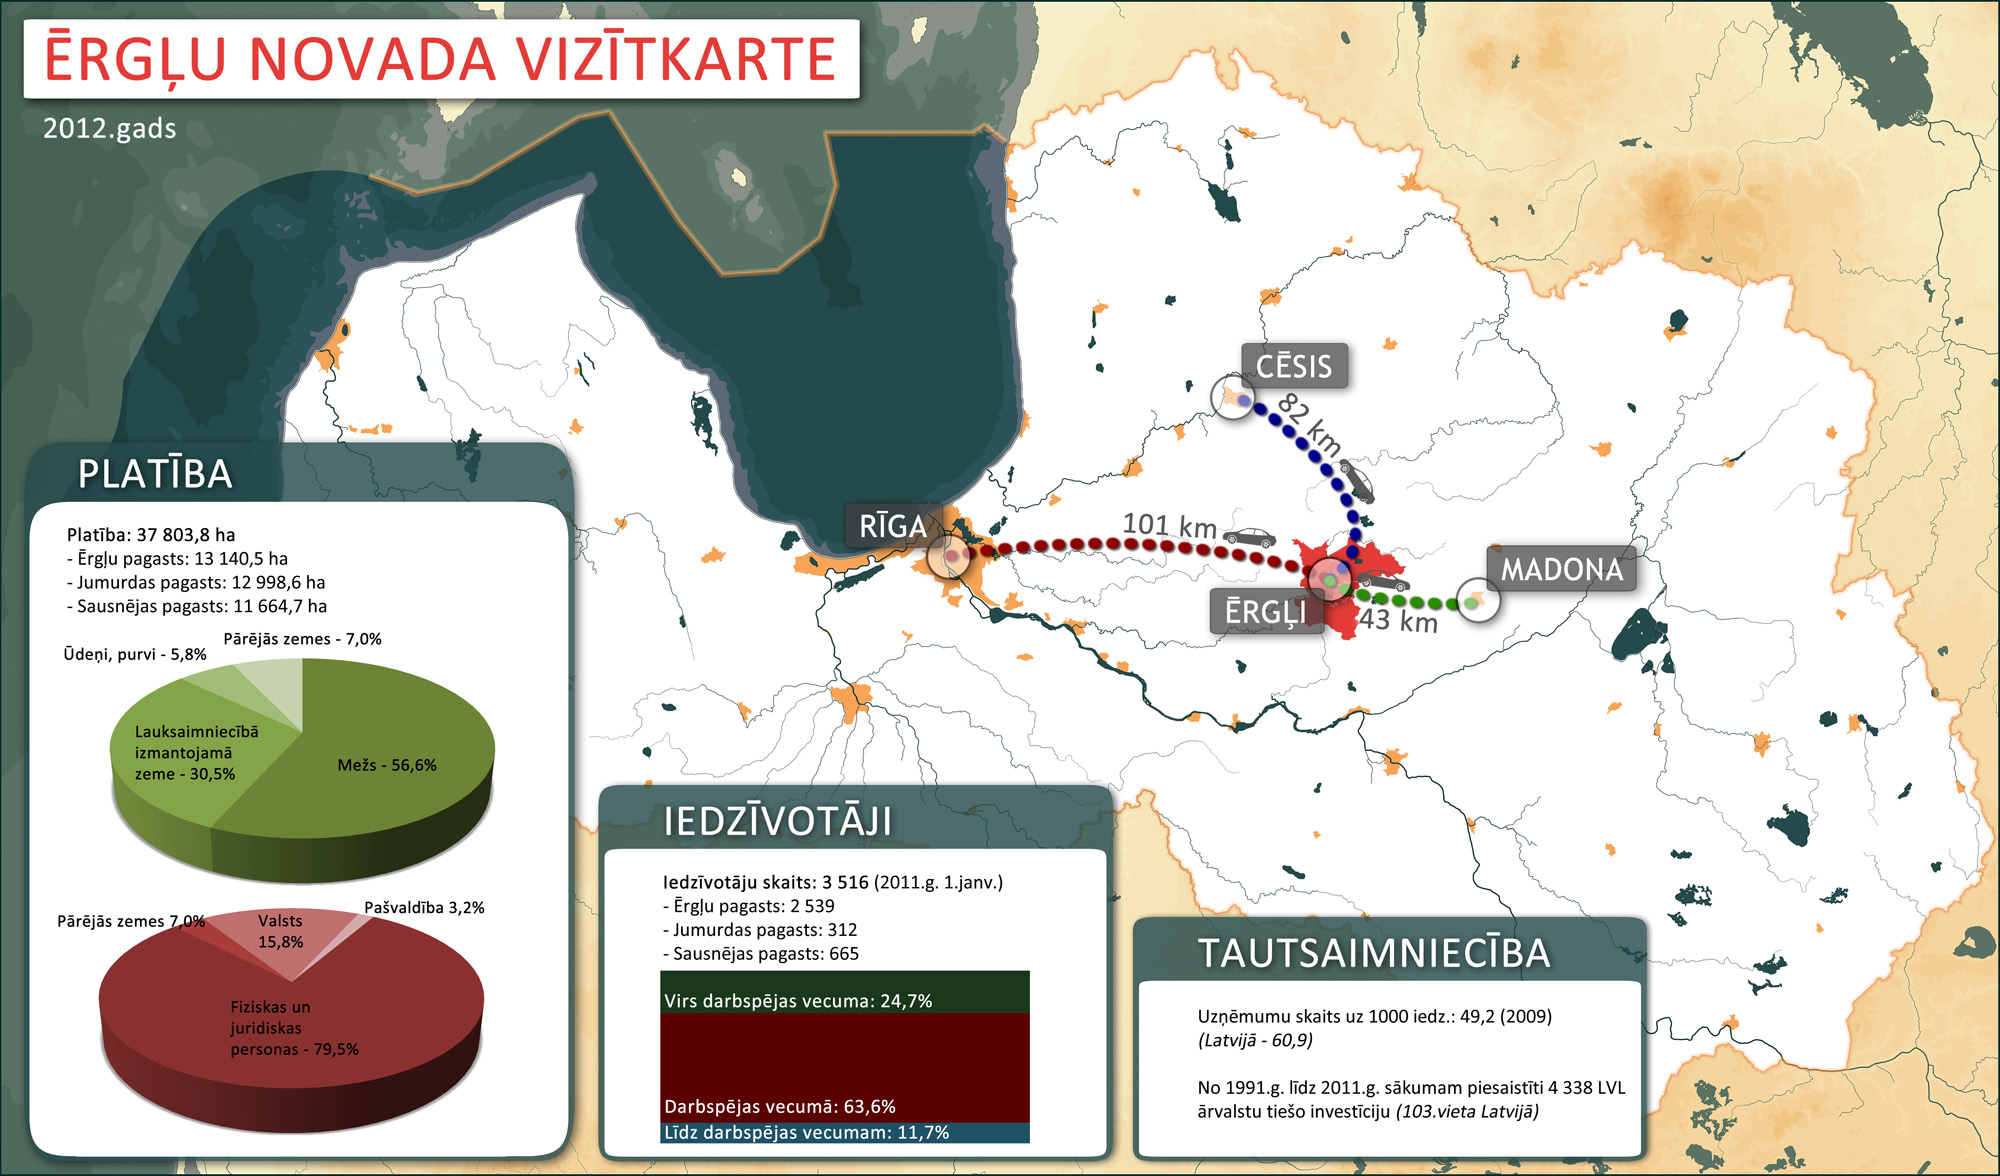 ĒRGĻU NOVADA VIZĪTKARTE
2012.gads
CĒSIS
82 km
RĪGA
101 km
MADONA
ĒRGĻI
43 km
PLATĪBA
Platība: 37 803,8 ha
- Ērgļu pagasts: 13 140,5 ha
- Jumurdas pagasts: 12 998,6 ha
- Sausnējas pagasts: 11 664,7 ha
Pārējās zemes - 7,0%
Ūdeņi, purvi - 5,8%
Lauksaimniecībā
izmantojamā
zeme - 30,5%
Mežs - 56,6%
Pašvaldība 3,2%
Pārējās zemes 7,0%
Valsts
15,8%
Fiziskas un
juridiskas
personas - 79,5%
IEDZĪVOTĀJI
Iedzīvotāju skaits: 3 516 (2011.g. 1.janv.)
- Ērgļu pagasts: 2 539
- Jumurdas pagasts: 312
- Sausnējas pagasts: 665
Virs darbspējas vecuma: 24,7%
Darbspējas vecumā: 63,6%
Līdz darbspējas vecumam: 11,7%
TAUTSAIMNIECĪBA
Uzņēmumu skaits uz 1000 iedz.: 49,2 (2009)
(Latvijā - 60,9)
No 1991.g. līdz 2011.g. sākumam piesaistīti 4 338 LVL
ārvalstu tiešo investīciju (103.vieta Latvijā)